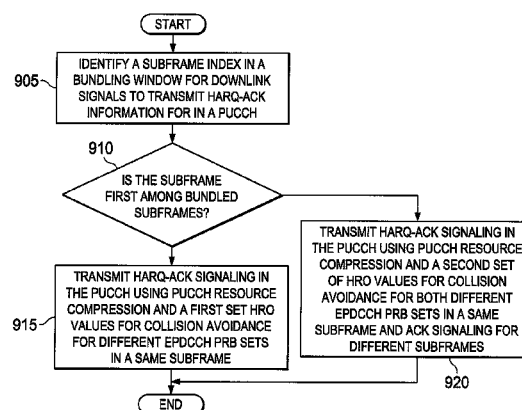 START
905
IDENTIFY A SUBFRAME INDEX IN A
BUNDLING WINDOW FOR DOWNLINK
SIGNALS TO TRANSMIT HARQ-ACK
INFORMATION FOR IN A PUCCH
910
IS THE SUBFRAME
FIRST AMONG BUNDLED
SUBFRAMES?
915
TRANSMIT HARQ-ACK SIGNALING IN
THE PUCCH USING PUCCH RESOURCE
COMPRESSION AND A FIRST SET HRO
VALUES FOR COLLISION AVOIDANCE
FOR DIFFERENT EPDCCH PRB SETS
IN A SAME SUBFRAME
TRANSMIT HARQ-ACK SIGNALING IN
THE PUCCH USING PUCCH RESOURCE
COMPRESSION AND A SECOND SET
OF HRO VALUES FOR COLLISION
AVOIDANCE FOR BOTH DIFFERENT
EPDCCH PRB SETS IN A SAME
SUBFRAME AND ACK SIGNALING FOR
DIFFERENT SUBFRAMES
920
END